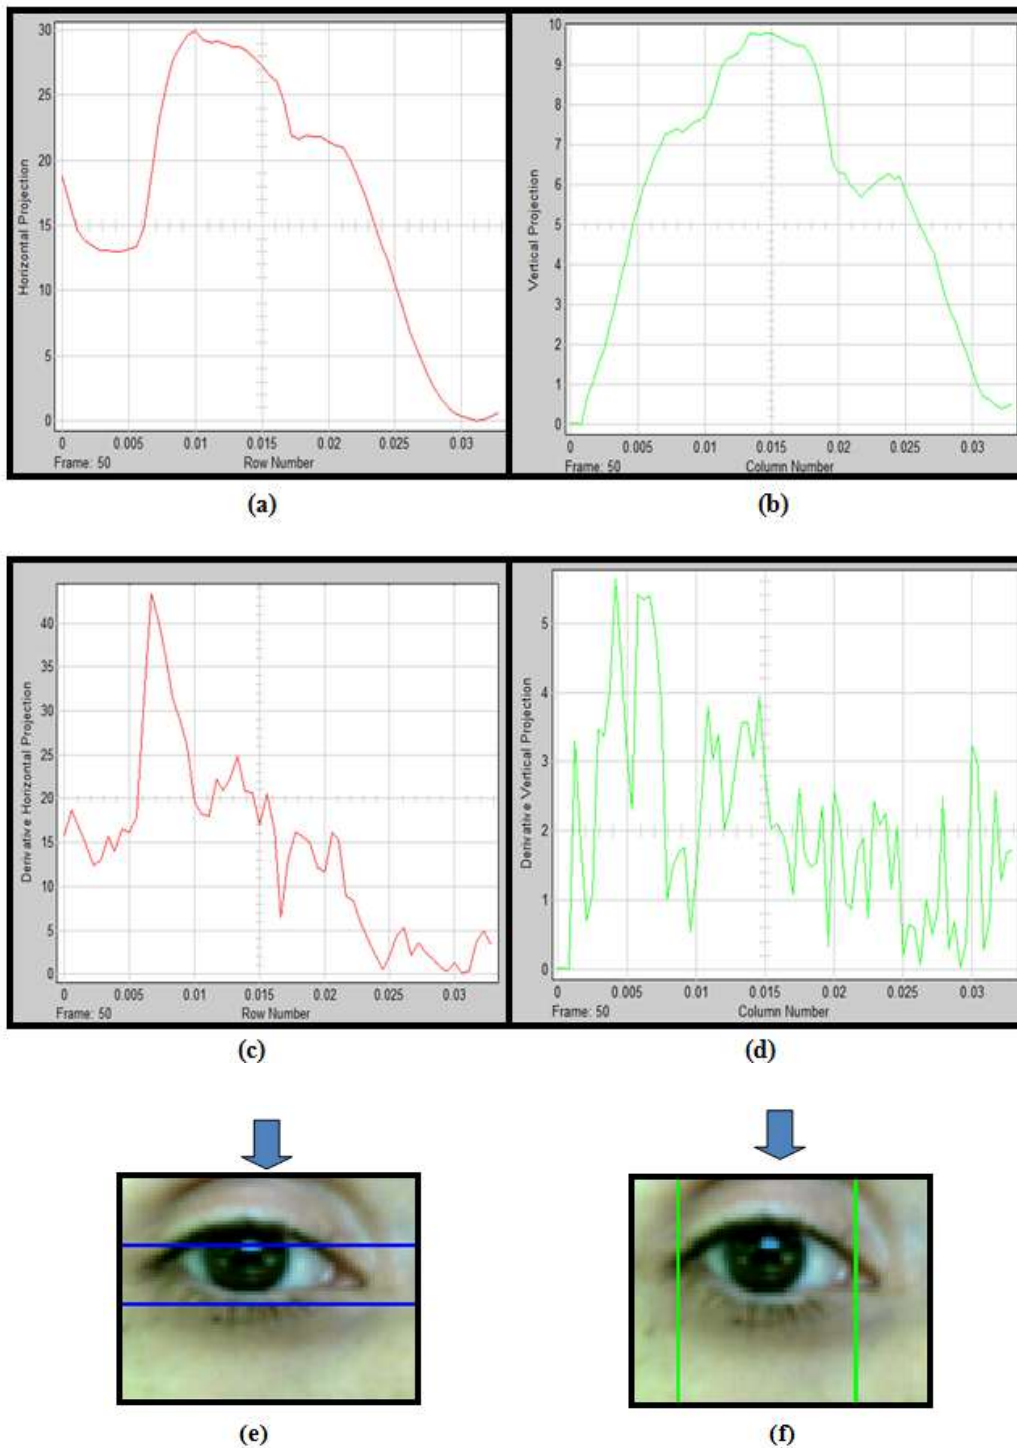 Horizontal Projection
30
25
20
15
10
5
0
0 0.005 0.01 0.015 0.02 0.025 0.03
Frame: 50 Row Number
Vertical Projection
10
9
8
7
6
5
4
3
2
1
0
0 0.005 0.01 0.015 0.02 0.025 0.03
Frame: 50 Column Number
(a) (b)
Derivative Horizontal Projection
40
35
30
25
20
15
10
5
0
0 0.005 0.01 0.015 0.02 0.025 0.03
Frame: 50 Row Number
Derivative Vertical Projection
5
4
3
2
1
0
0 0.005 0.01 0.015 0.02 0.025 0.03
Frame: 50 Column Number
(c) (d)
(e) (f)